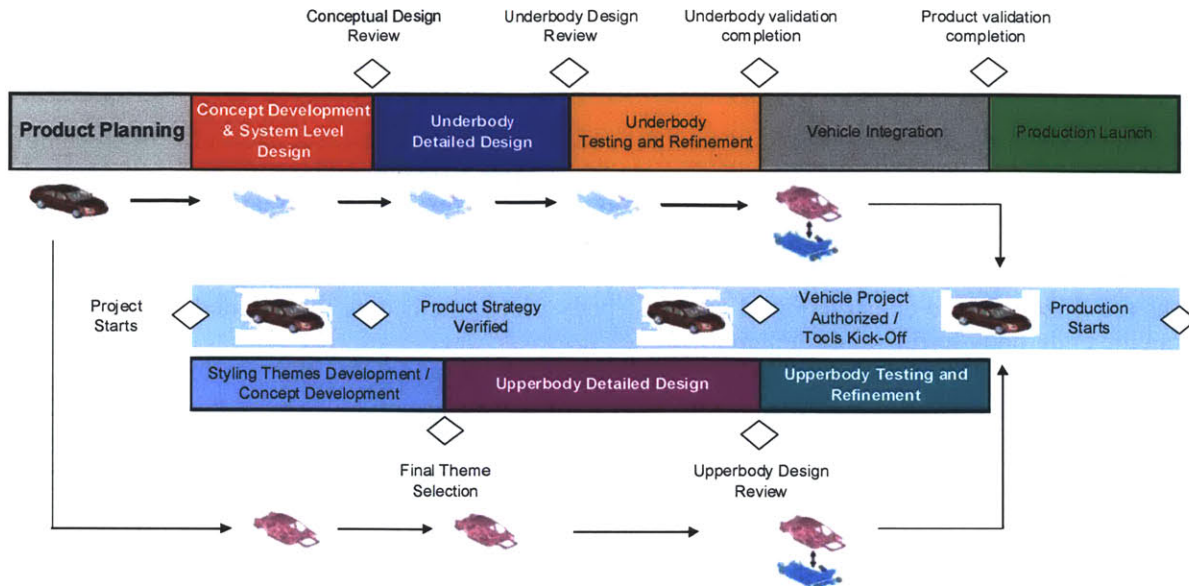 Conceptual Design
Review
Underbody Design
Review
Underbody validation
completion
Product validation
completion
Product Planning
Concept Development
& System Level
Design
Underbody
Detailed Design
Underbody
Testing and Refinement
Vehicle Integration
Production Launch
Project
Starts
Product Strategy
Verified
Vehicle Project
Authorized /
Tools Kick-Off
Production
Starts
Styling Themes Development /
Concept Development
Upperbody Detailed Design
Upperbody Testing and
Refinement
Final Theme
Selection
Upperbody Design
Review